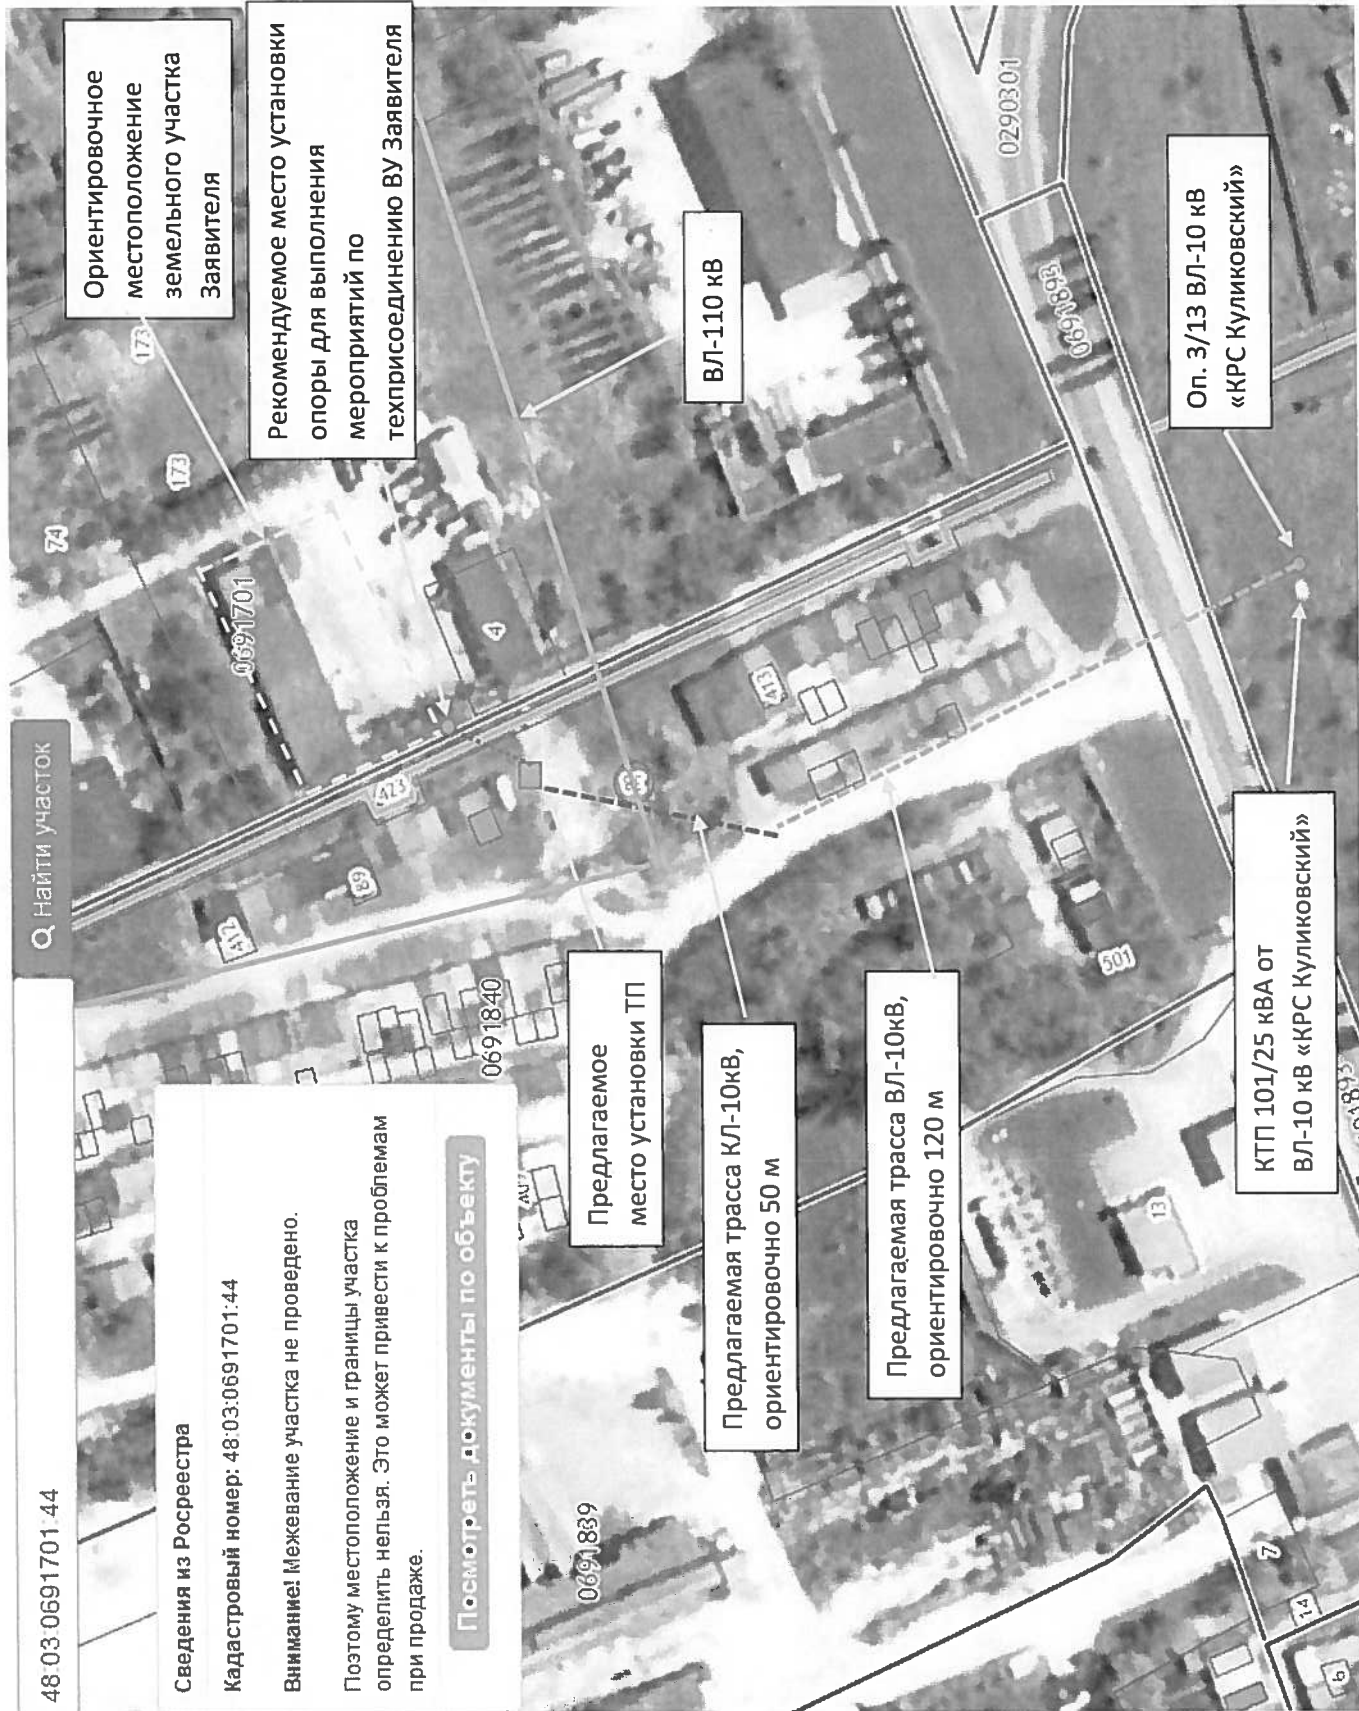 48:03:0691701:44
Найти участок
Сведения из Росреестра
Кадастровый номер: 48:03:0691701:44
Внимание! Межевание участка не проведено.
Поэтому местоположение и границы участка
определить нельзя. Это может привести к проблемам
при продаже.
Посмотреть документы по объекту
Ориентировочное
местоположение
земельного участка
Заявителя
Рекомендуемое место установки
опоры для выполнения
мероприятий по
техприсоединению ВУ Заявителя
ВЛ-110 кВ
Оп. 3/13 ВЛ-10 кВ
«КРС Куликовский»
Предлагаемое
место установки ТП
Предлагаемая трасса КЛ-10кВ,
ориентировочно 50 м
Предлагаемая трасса ВЛ-10кВ,
ориентировочно 120 м
КТП 101/25 кВА от
ВЛ-10 кВ «КРС Куликовский»
74
173
173
0691701
4
423
89
412
413
83
0691840
0290301
0691893
501
13
0691839
7
14
6